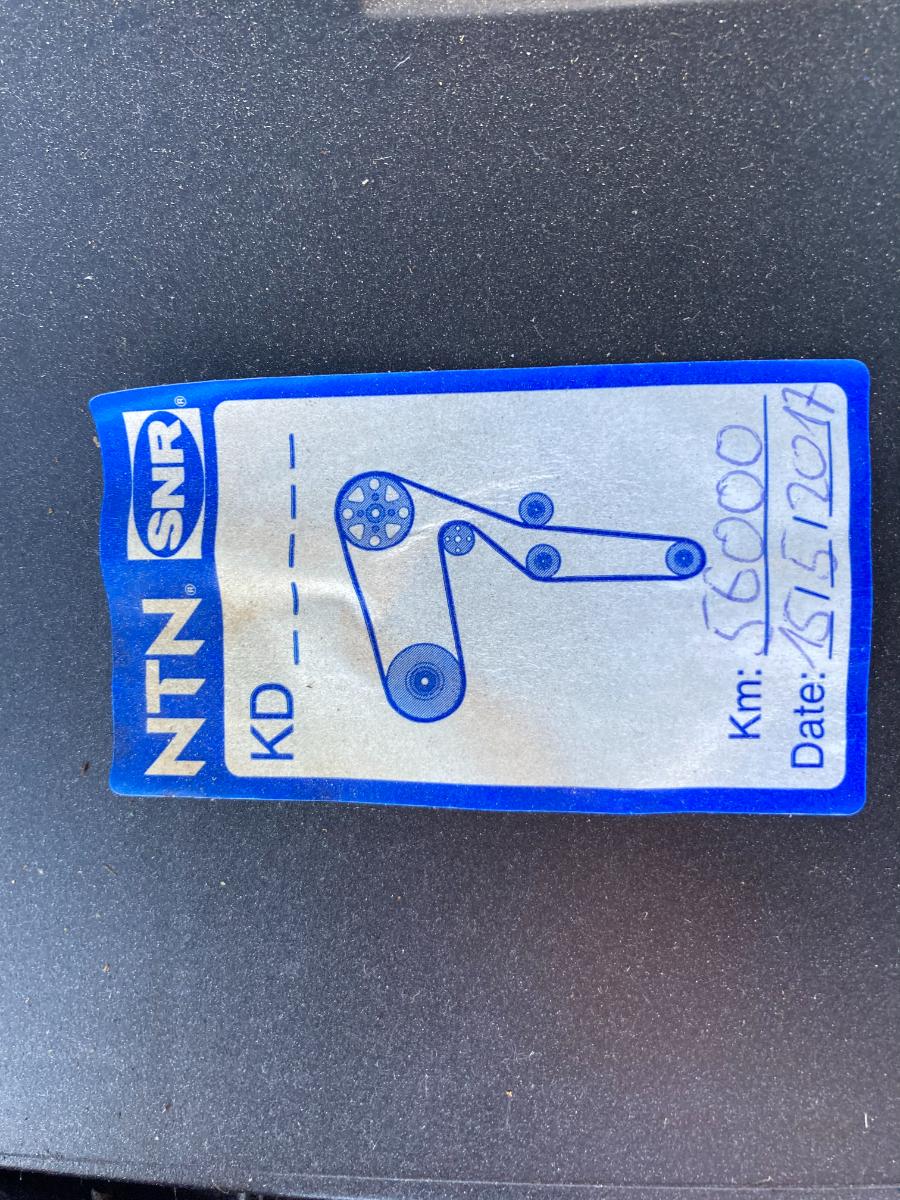 NTN® SNR®
KD _ _ _ _
Km: 56000
Date: 15/5/2017